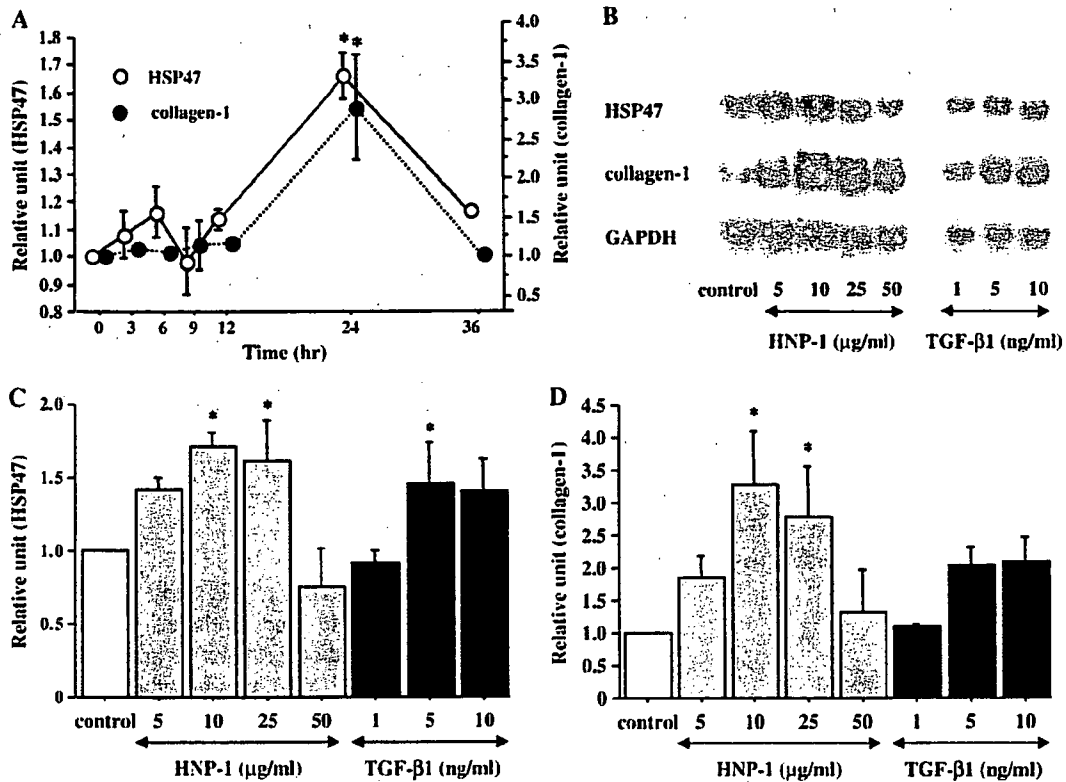 A
Relative unit (HSP47)
1.8
1.7
1.6
1.5
1.4
1.3
1.2
1.1
1.0
0.9
0.8
HSP47
collagen-1
* *
4.0
3.5
3.0
2.5
2.0
1.5
1.0
0.5
Relative unit (collagen-1)
0 3 6 9 12 24 36
Time (hr)
B
HSP47
collagen-1
GAPDH
control 5 10 25 50 1 5 10
HNP-1 (μg/ml) TGF-β1 (ng/ml)
C
Relative unit (HSP47)
2.0
1.5
1.0
0.5
0
* * *
control 5 10 25 50 1 5 10
HNP-1 (μg/ml) TGF-β1 (ng/ml)
D
Relative unit (collagen-1)
4.5
4.0
3.5
3.0
2.5
2.0
1.5
1.0
0.5
0
* *
control 5 10 25 50 1 5 10
HNP-1 (μg/ml) TGF-β1 (ng/ml)